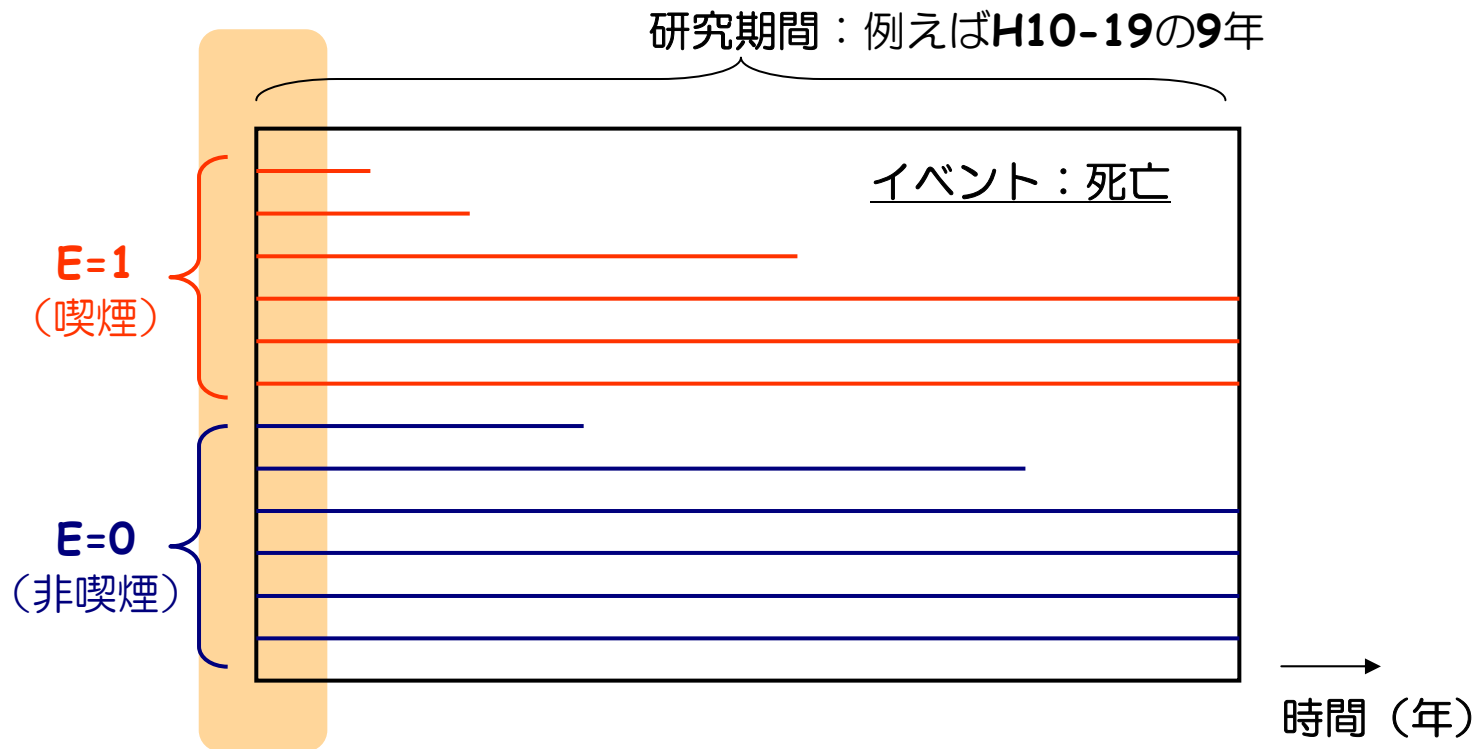 研究期間：例えばH10-19の9年
イベント：死亡
E=1
（喫煙）
E=0
（非喫煙）
時間（年）